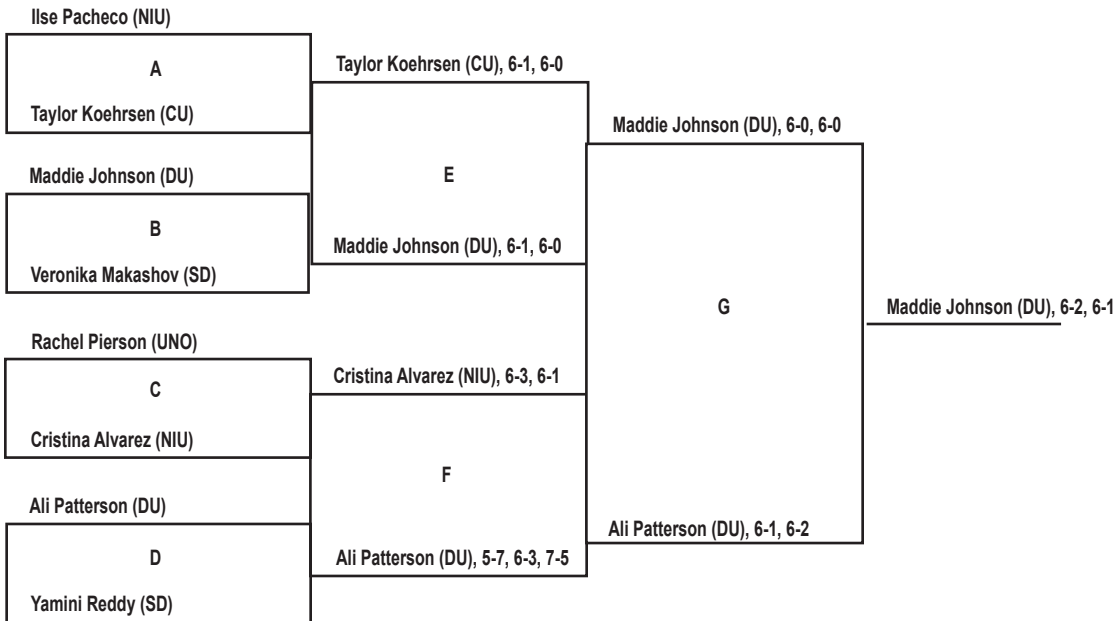 Ilse Pacheco (NIU)
A
Taylor Koehrsen (CU)
Maddie Johnson (DU)
B
Veronika Makashov (SD)
Rachel Pierson (UNO)
C
Cristina Alvarez (NIU)
Ali Patterson (DU)
D
Yamini Reddy (SD)
Taylor Koehrsen (CU), 6-1, 6-0
E
Maddie Johnson (DU), 6-1, 6-0
Cristina Alvarez (NIU), 6-3, 6-1
F
Ali Patterson (DU), 5-7, 6-3, 7-5
Maddie Johnson (DU), 6-0, 6-0
G
Ali Patterson (DU), 6-1, 6-2
Maddie Johnson (DU), 6-2, 6-1